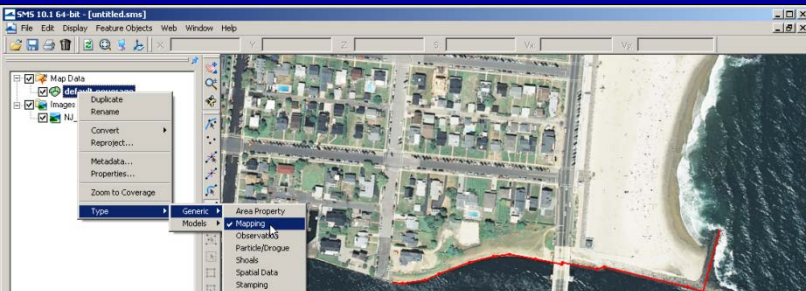 SMS 10.1 64-bit - [untitled.sms]
File Edit Display Feature Objects Web Window Help
X Y Z S Vx Vy
Map Data
default coverage
Images
NJ_
Duplicate
Rename
Convert
Reproject...
Metadata...
Properties...
Zoom to Coverage
Type
Generic
Models
Area Property
Mapping
Observation
Particle/Drogue
Shoals
Spatial Data
Stamping